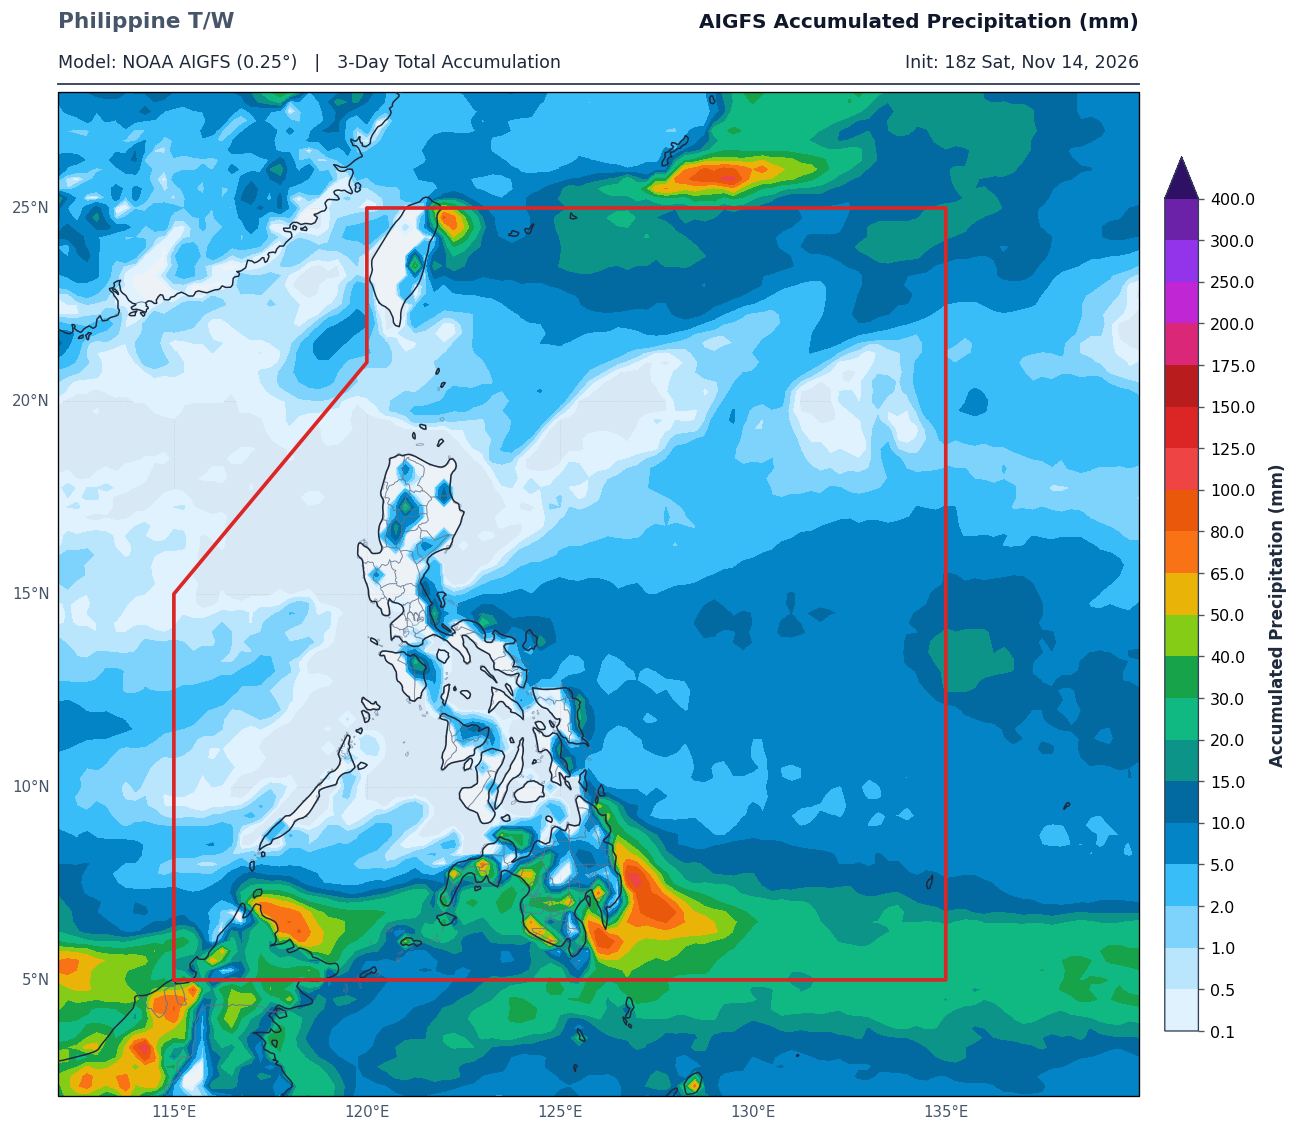 Philippine T/W
AIGFS Accumulated Precipitation (mm)
Model: NOAA AIGFS (0.25°) | 3-Day Total Accumulation
Init: 18z Sat, Nov 14, 2026
25°N
20°N
15°N
10°N
5°N
115°E
120°E
125°E
130°E
135°E
400.0
300.0
250.0
200.0
175.0
150.0
125.0
100.0
80.0
65.0
50.0
40.0
30.0
20.0
15.0
10.0
5.0
2.0
1.0
0.5
0.1
Accumulated Precipitation (mm)